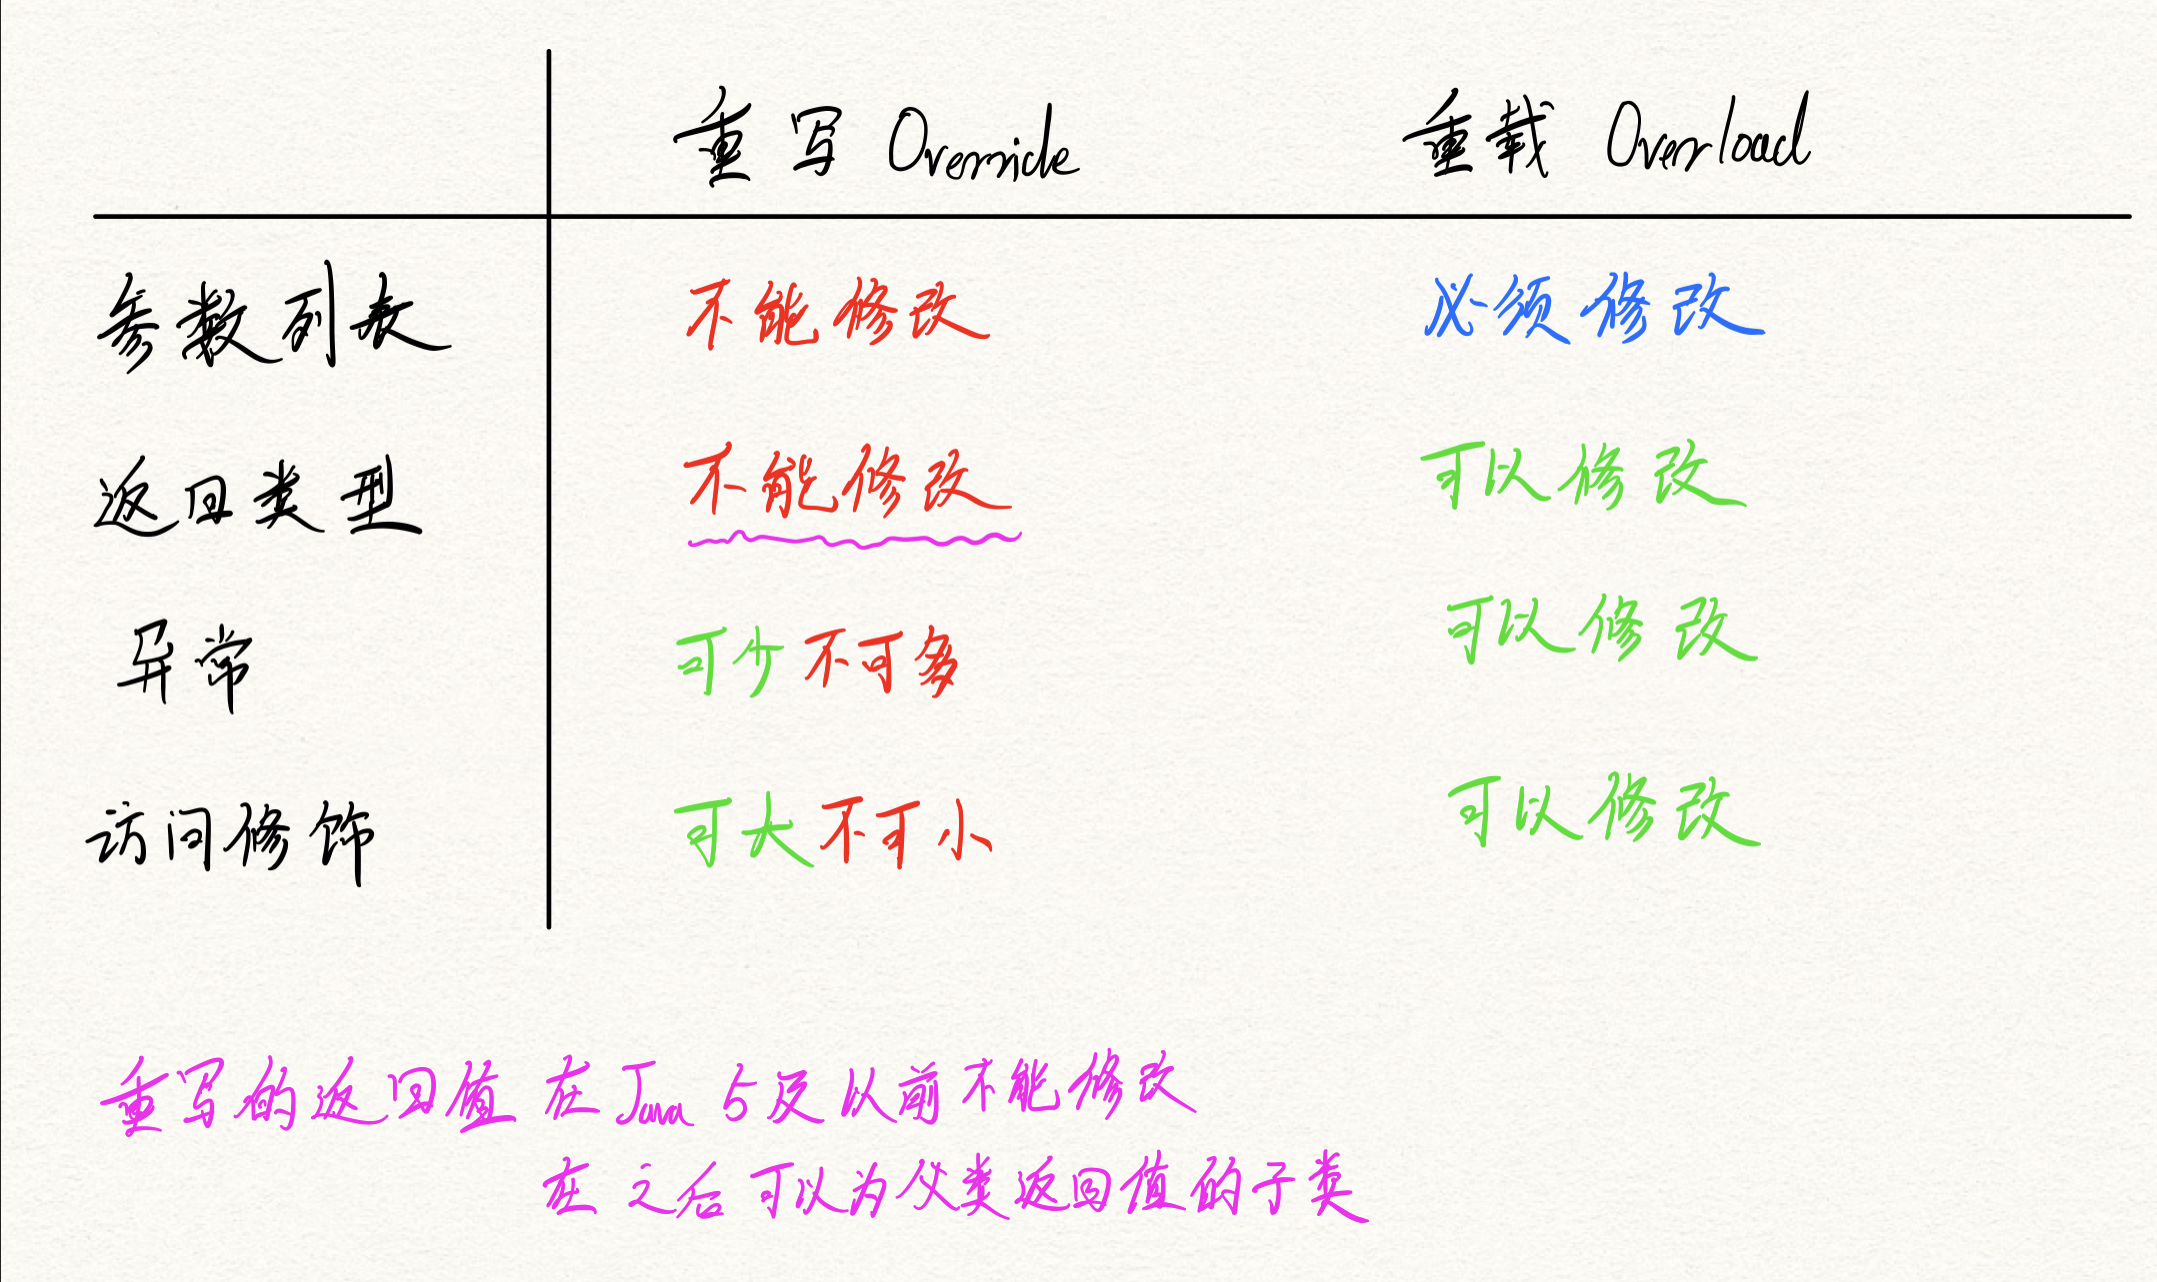 重写 Override 重载 Overload
参数列表 不能修改 必须修改
返回类型 不能修改 可以修改
异常 可少不可多 可以修改
访问修饰 可大不可小 可以修改
重写的返回值 在 Java 5 及以前不能修改
在之后可以为父类返回值的子类